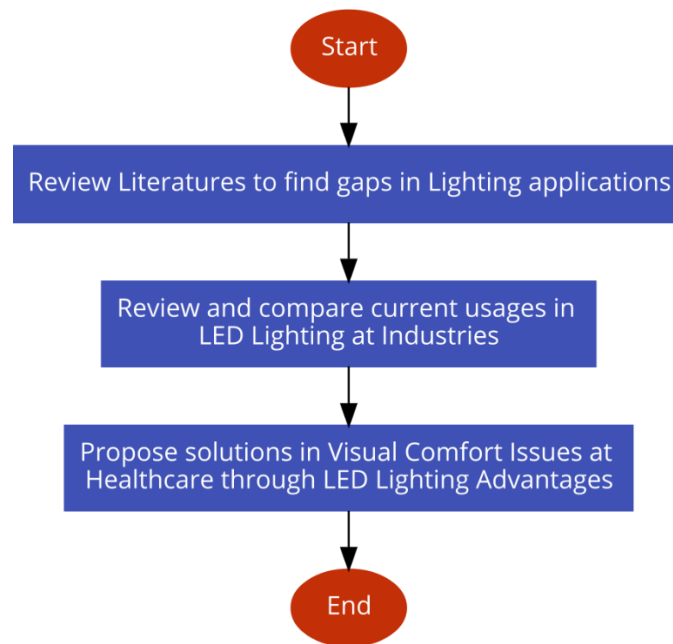 Start
Review Literatures to find gaps in Lighting applications
Review and compare current usages in
LED Lighting at Industries
Propose solutions in Visual Comfort Issues at
Healthcare through LED Lighting Advantages
End